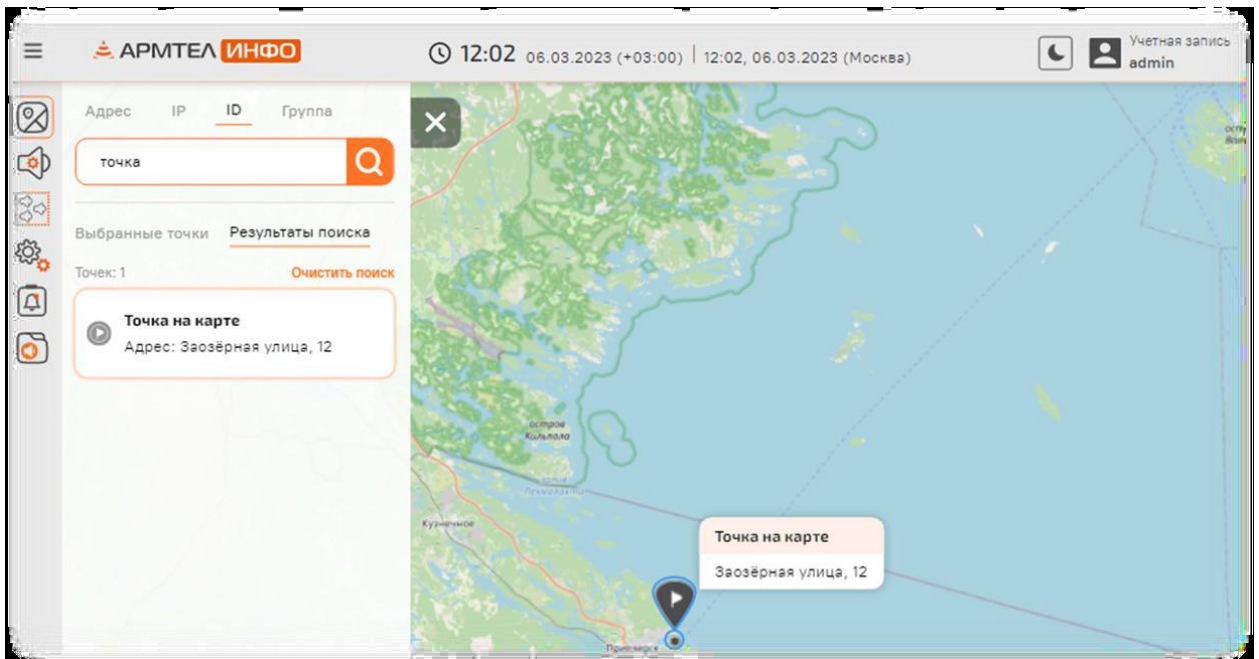 АРМТЕЛ ИНФО
12:02 06.03.2023 (+03:00) | 12:02, 06.03.2023 (Москва)
Учетная запись
admin
Адрес IP ID Группа
точка
Выбранные точки Результаты поиска
Точек: 1 Очистить поиск
Точка на карте
Адрес: Заозёрная улица, 12
остров
Кильпола
залив
Лехмалахти
Кузнечное
Точка на карте
Заозёрная улица, 12
Приозерск